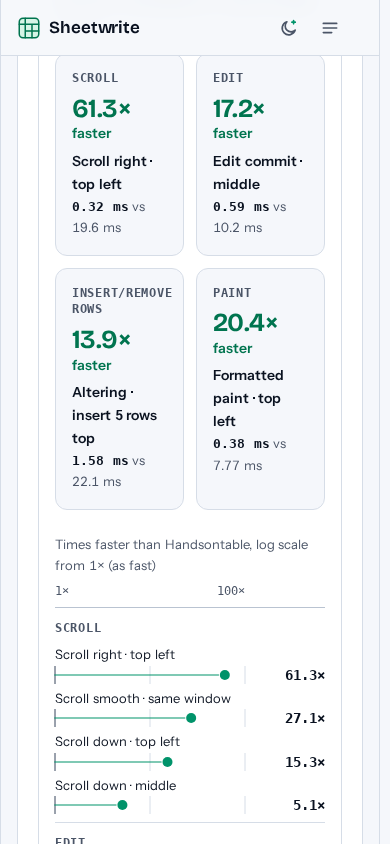 Sheetwrite
SCROLL
61.3×
faster
Scroll right ·
top left
0.32 ms vs
19.6 ms
EDIT
17.2×
faster
Edit commit ·
middle
0.59 ms vs
10.2 ms
INSERT/REMOVE
ROWS
13.9×
faster
Altering ·
insert 5 rows
top
1.58 ms vs
22.1 ms
PAINT
20.4×
faster
Formatted
paint · top
left
0.38 ms vs
7.77 ms
Times faster than Handsontable, log scale
from 1× (as fast)
1× 100×
SCROLL
Scroll right · top left
61.3×
Scroll smooth · same window
27.1×
Scroll down · top left
15.3×
Scroll down · middle
5.1×
EDIT